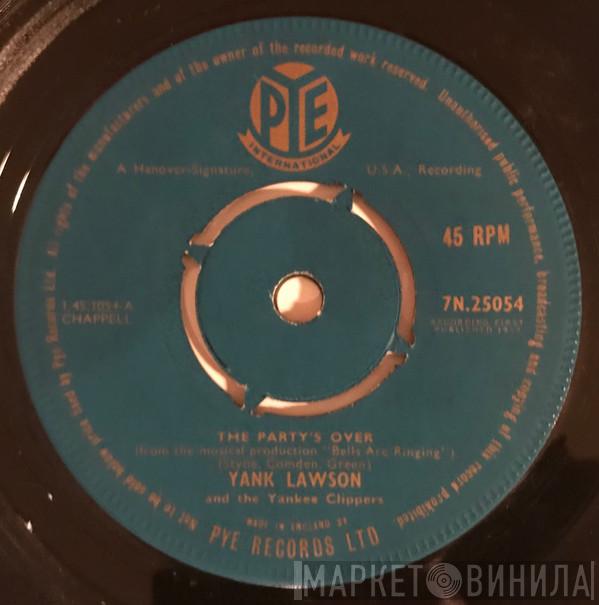 All rights of the manufacturers and of the owner of the recorded work reserved. Unauthorised public performance, broadcasting and copying of this record prohibited
PYE
INTERNATIONAL
A Hanover-Signature, U.S.A., Recording
45 RPM
7N.25054
RECORDING FIRST
PUBLISHED
1-45-1054-A
CHAPPELL
THE PARTY'S OVER
(from the musical production "Bells Are Ringing")
(Styne, Comden, Green)
YANK LAWSON
and the Yankee Clippers
MADE IN ENGLAND BY
PYE RECORDS LTD
Not to be sold below price fixed by Pye Records Ltd.
МАРКЕТ ВИНИЛА